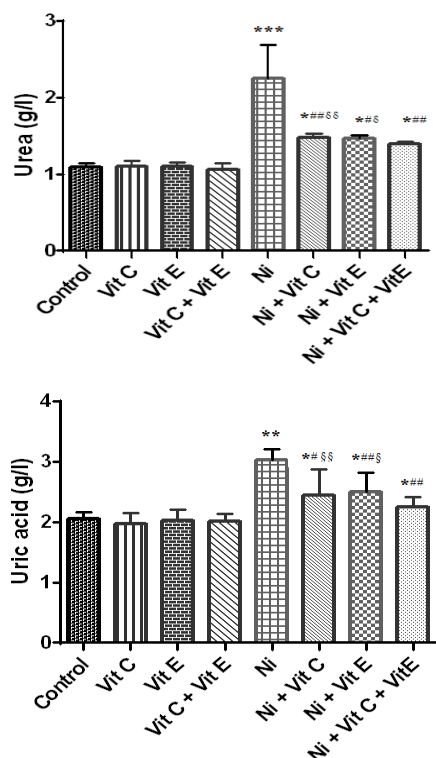 Urea (g/l)
3
2
1
0
***
*##§§
*#§
*##
Control
Vit C
Vit E
Vit C + Vit E
Ni
Ni + Vit C
Ni + Vit E
Ni + Vit C + VitE
Uric acid (g/l)
4
3
2
1
0
**
*# §§
*##§
*##
Control
Vit C
Vit E
Vit C + Vit E
Ni
Ni + Vit C
Ni + Vit E
Ni + Vit C + VitE